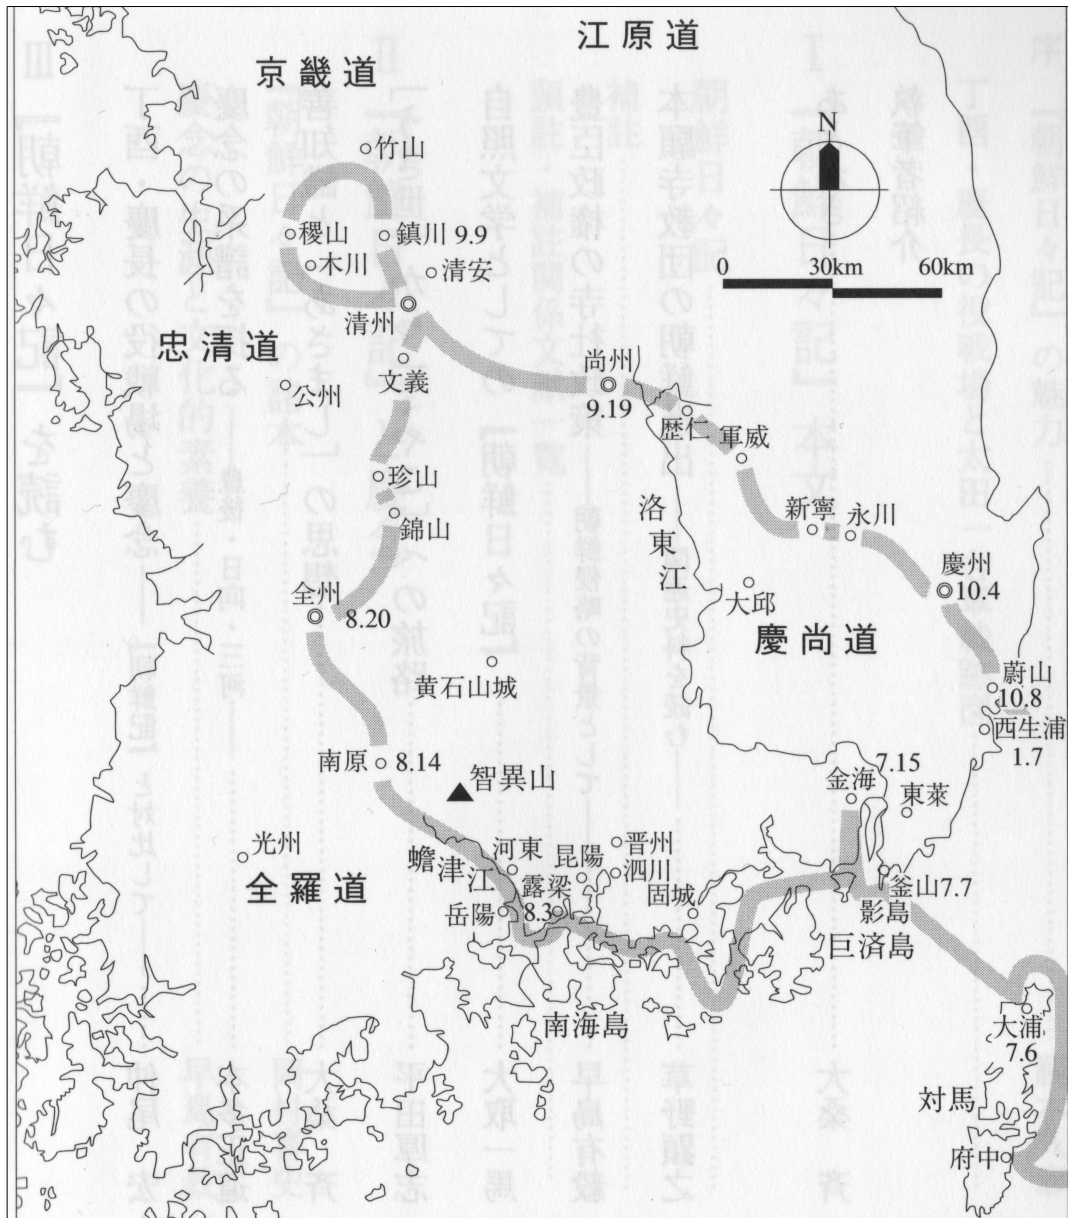 江原道
京畿道
竹山
N
稷山
鎮川 9.9
木川
清安
0 30km 60km
清州
忠清道
文義
尚州
9.19
公州
歴仁
軍威
珍山
錦山
洛東江
新寧
永川
全州
8.20
大邱
慶州
10.4
慶尚道
黄石山城
蔚山
10.8
西生浦
1.7
南原
8.14
智異山
7.15
金海
東萊
光州
全羅道
蟾津江
河東
昆陽
晋州
泗川
露梁
8.3
岳陽
固城
釜山7.7
影島
巨済島
南海島
大浦
7.6
対馬
府中